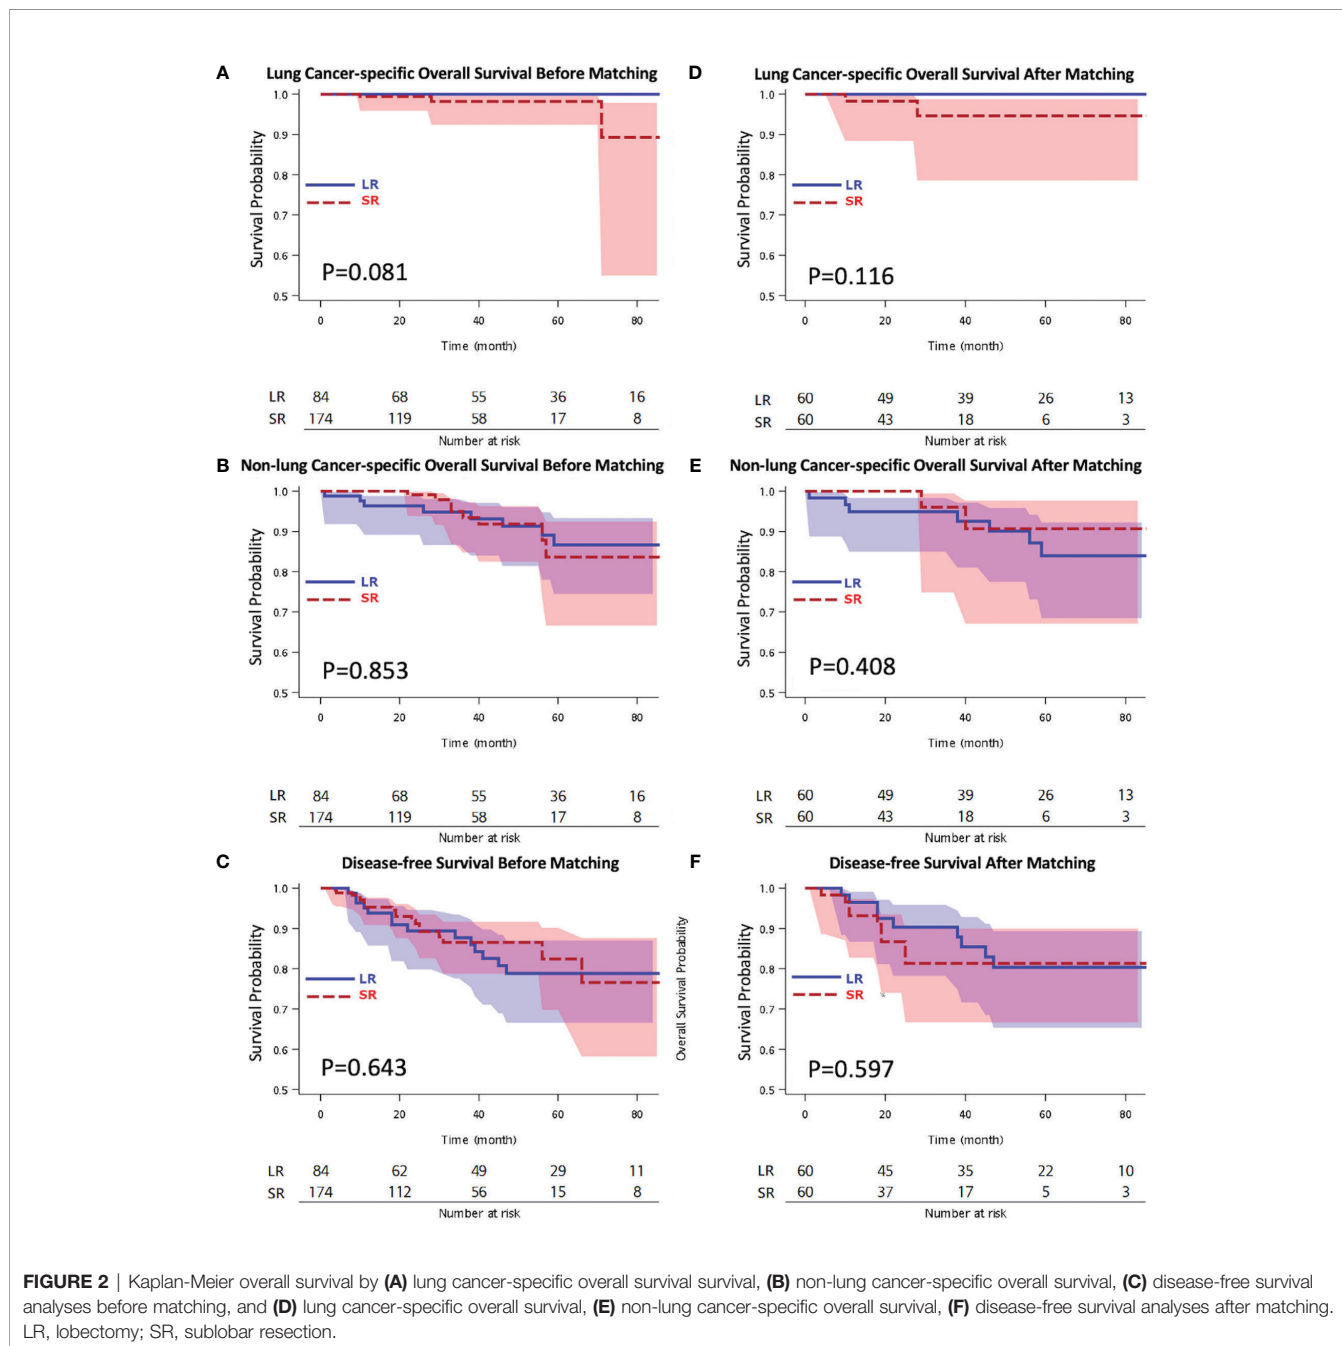 A
Lung Cancer-specific Overall Survival Before Matching
1.0
0.9
0.8
0.7
0.6
0.5
Survival Probability
LR
SR
P=0.081
0 20 40 60 80
Time (month)
LR 84 68 55 36 16
SR 174 119 58 17 8
Number at risk
D
Lung Cancer-specific Overall Survival After Matching
1.0
0.9
0.8
0.7
0.6
0.5
Survival Probability
LR
SR
P=0.116
0 20 40 60 80
Time (month)
LR 60 49 39 26 13
SR 60 43 18 6 3
Number at risk
B
Non-lung Cancer-specific Overall Survival Before Matching
1.0
0.9
0.8
0.7
0.6
0.5
Survival Probability
LR
SR
P=0.853
0 20 40 60 80
Time (month)
LR 84 68 55 36 16
SR 174 119 58 17 8
Number at risk
E
Non-lung Cancer-specific Overall Survival After Matching
1.0
0.9
0.8
0.7
0.6
0.5
Survival Probability
LR
SR
P=0.408
0 20 40 60 80
Time (month)
LR 60 49 39 26 13
SR 60 43 18 6 3
Number at risk
C
Disease-free Survival Before Matching
1.0
0.9
0.8
0.7
0.6
0.5
Survival Probability
LR
SR
P=0.643
0 20 40 60 80
Time (month)
LR 84 62 49 29 11
SR 174 112 56 15 8
Number at risk
F
Disease-free Survival After Matching
Overall Survival Probability
1.0
0.9
0.8
0.7
0.6
0.5
Survival Probability
LR
SR
P=0.597
0 20 40 60 80
Time (month)
LR 60 45 35 22 10
SR 60 37 17 5 3
Number at risk
FIGURE 2 | Kaplan-Meier overall survival by (A) lung cancer-specific overall survival survival, (B) non-lung cancer-specific overall survival, (C) disease-free survival
analyses before matching, and (D) lung cancer-specific overall survival, (E) non-lung cancer-specific overall survival, (F) disease-free survival analyses after matching.
LR, lobectomy; SR, sublobar resection.